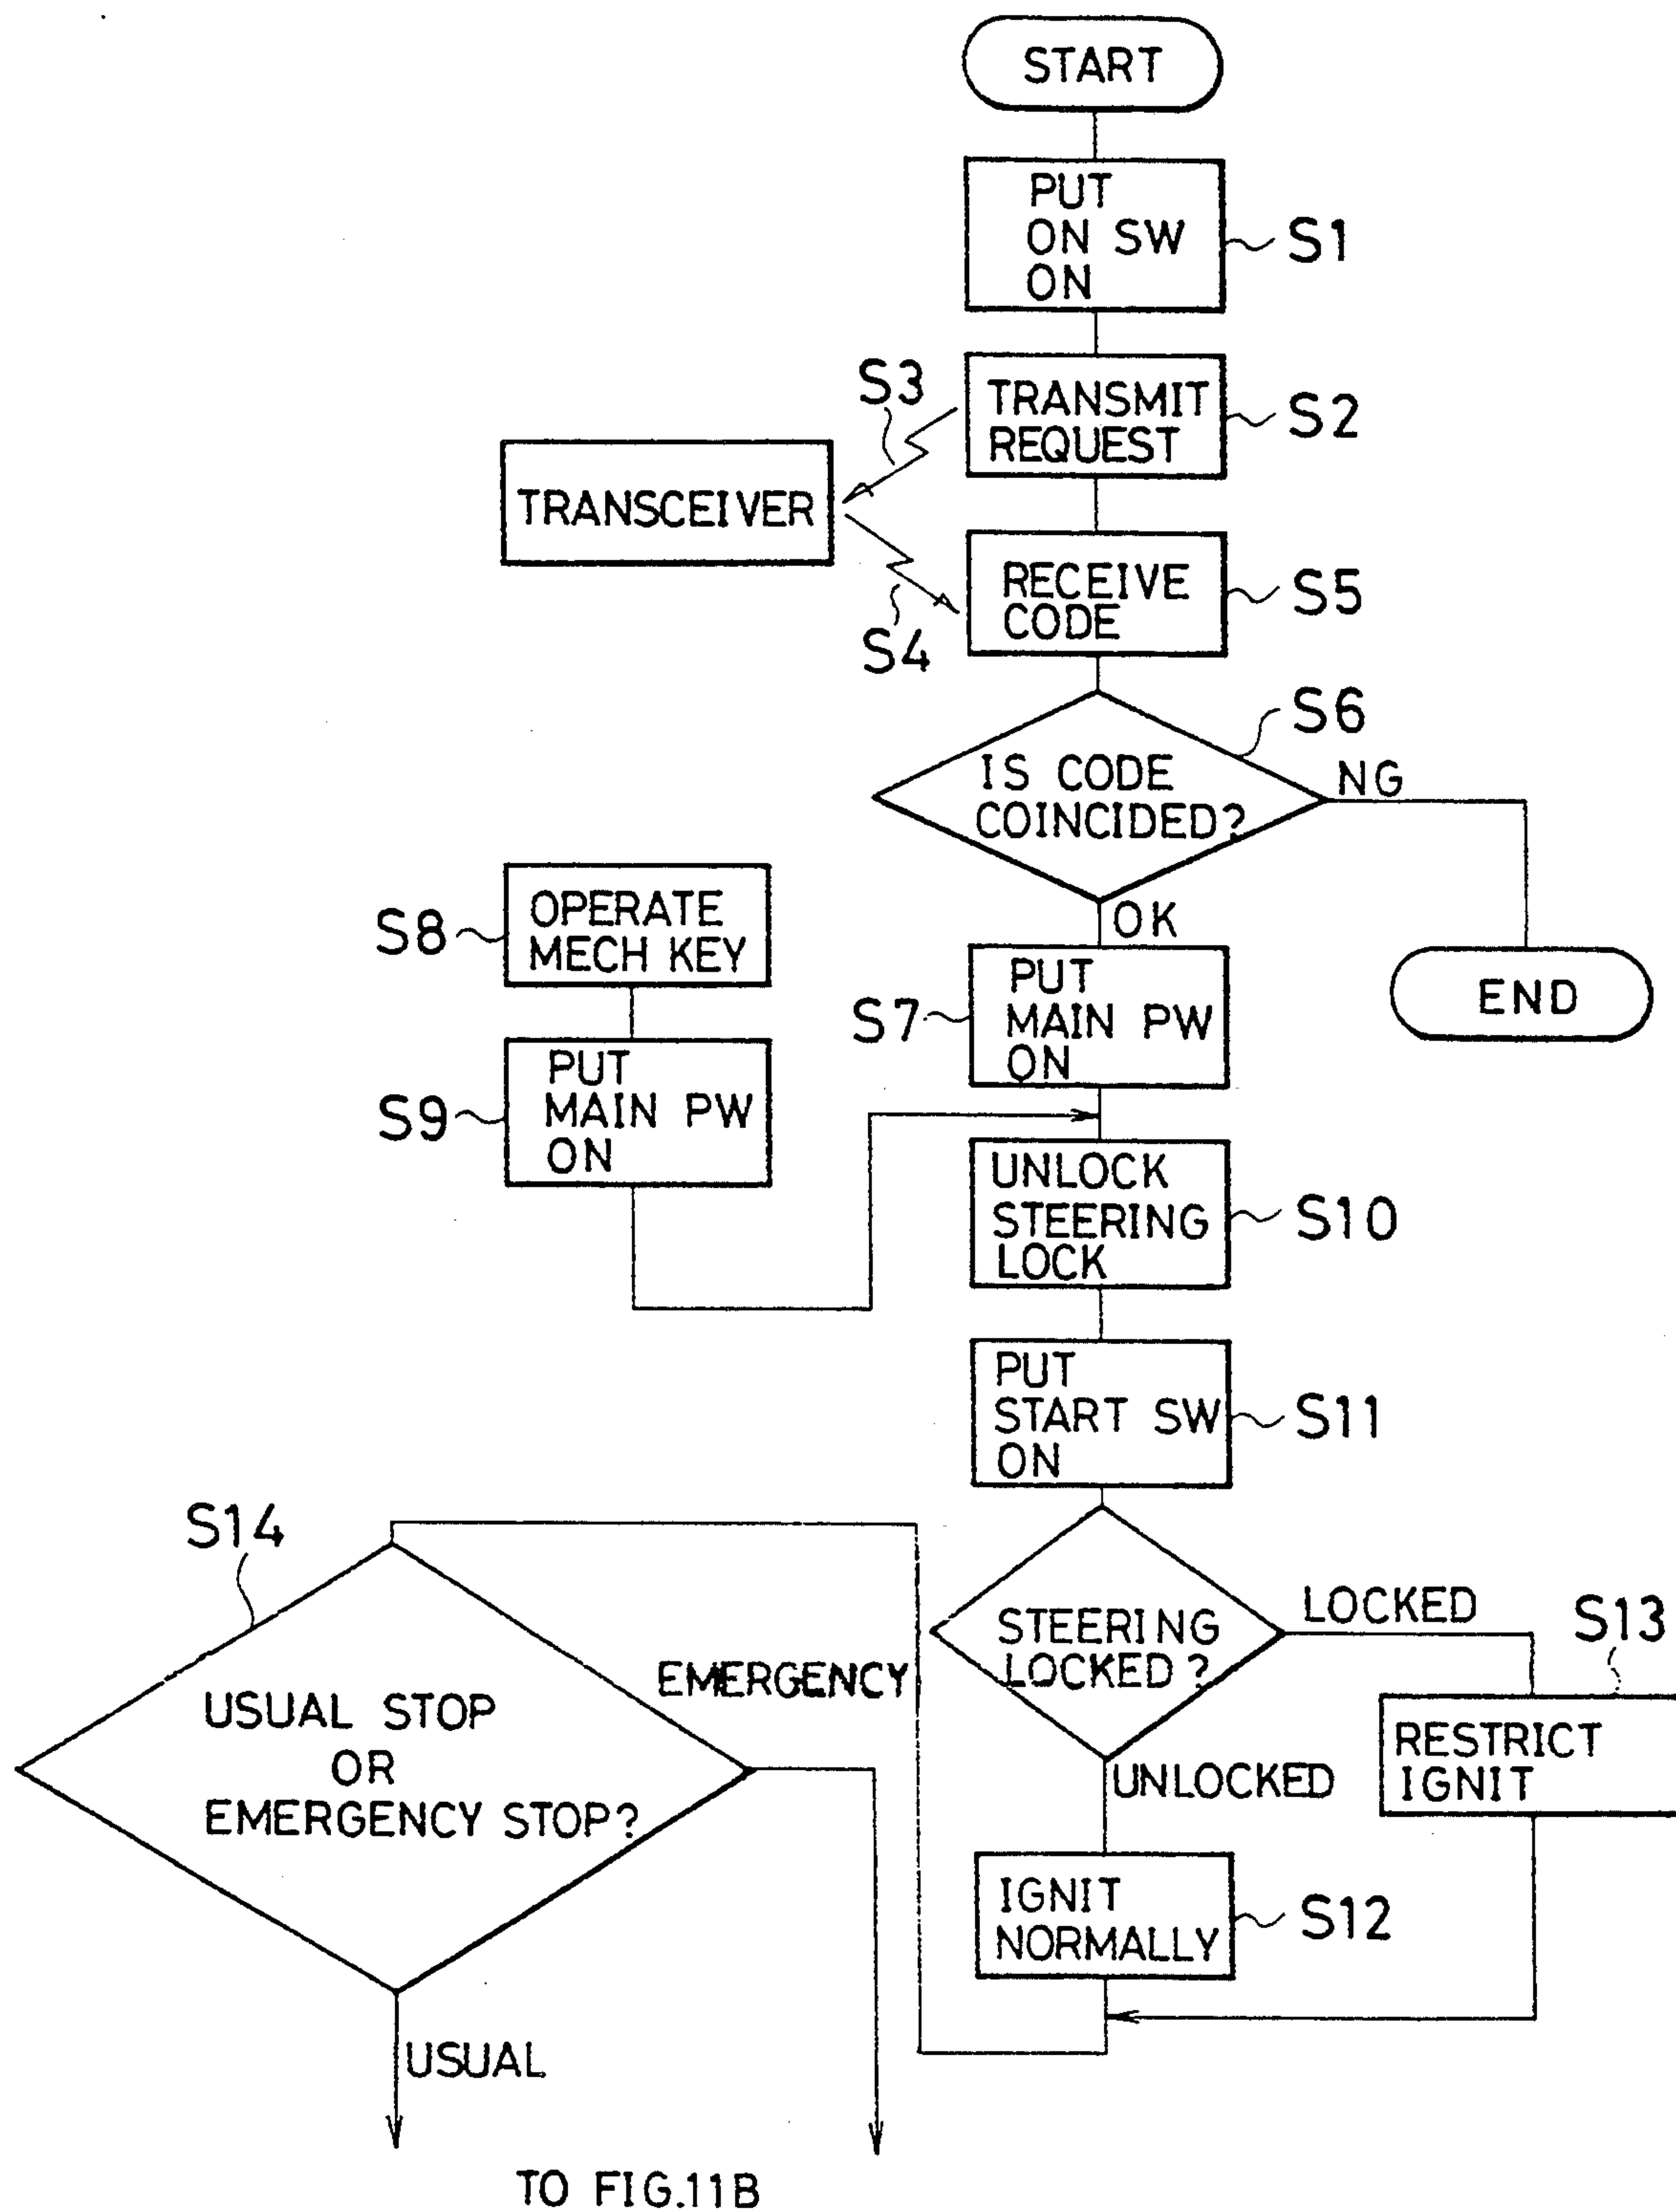 START
PUT
ON SW
ON
S1
S3
TRANSMIT
REQUEST
S2
TRANSCEIVER
RECEIVE
CODE
S5
S4
S6
IS CODE
COINCIDED?
NG
OK
END
S8
OPERATE
MECH KEY
S7
PUT
MAIN PW
ON
S9
PUT
MAIN PW
ON
UNLOCK
STEERING
LOCK
S10
PUT
START SW
ON
S11
S14
STEERING
LOCKED?
LOCKED
S13
EMERGENCY
USUAL STOP
OR
EMERGENCY STOP?
UNLOCKED
RESTRICT
IGNIT
IGNIT
NORMALLY
S12
USUAL
TO FIG.11B